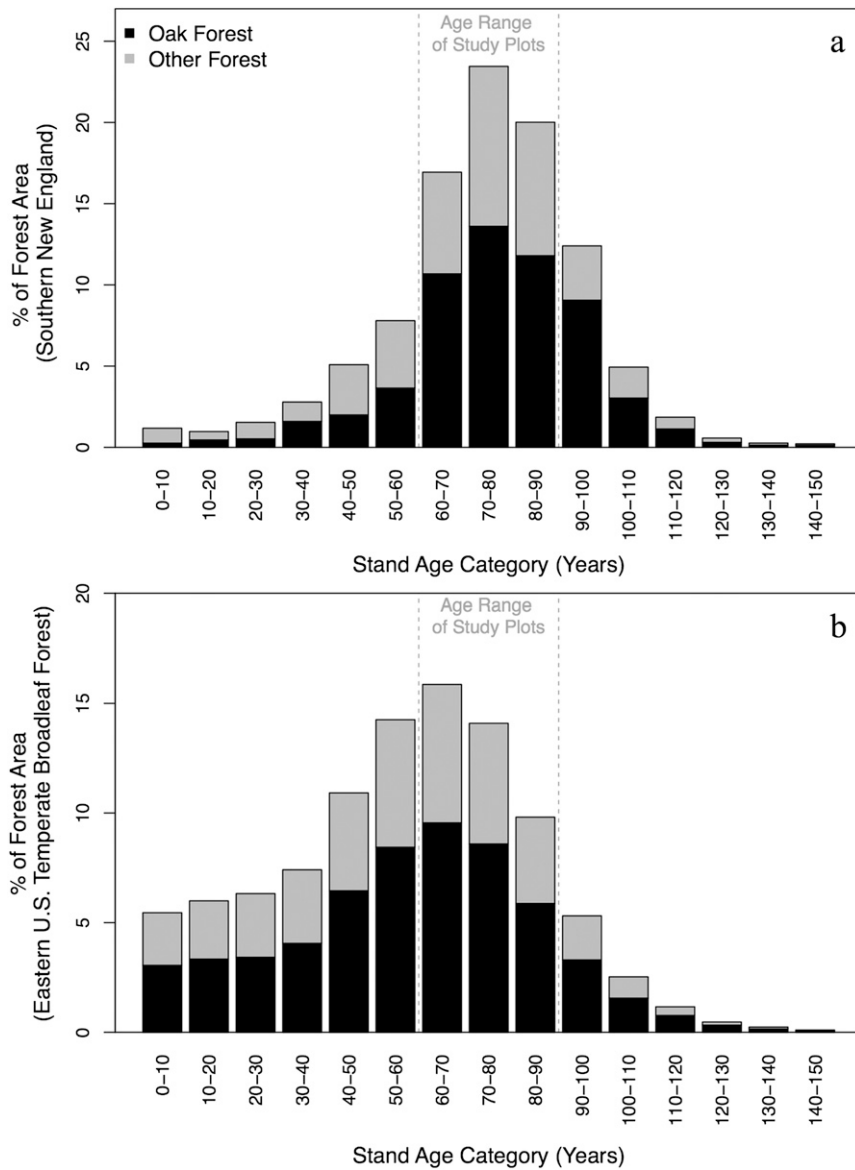 Age Range
of Study Plots
a
Oak Forest
Other Forest
25
20
15
10
5
0
% of Forest Area
(Southern New England)
0−10
10−20
20−30
30−40
40−50
50−60
60−70
70−80
80−90
90−100
100−110
110−120
120−130
130−140
140−150
Stand Age Category (Years)
Age Range
of Study Plots
b
20
15
10
5
0
% of Forest Area
(Eastern U.S. Temperate Broadleaf Forest)
0−10
10−20
20−30
30−40
40−50
50−60
60−70
70−80
80−90
90−100
100−110
110−120
120−130
130−140
140−150
Stand Age Category (Years)